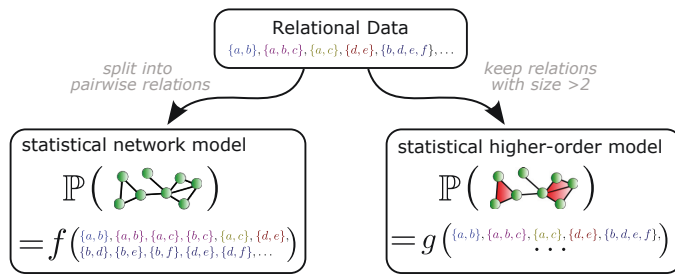 Relational Data
{a, b}, {a, b, c}, {a, c}, {d, e}, {b, d, e, f}, ...
split into
pairwise relations
keep relations
with size >2
statistical network model
ℙ( )
= f({a, b}, {a, b}, {a, c}, {b, c}, {a, c}, {d, e},
{b, d}, {b, e}, {b, f}, {d, e}, {d, f}, ...)
statistical higher-order model
ℙ( )
= g({a, b}, {a, b, c}, {a, c}, {d, e}, {b, d, e, f},
...)